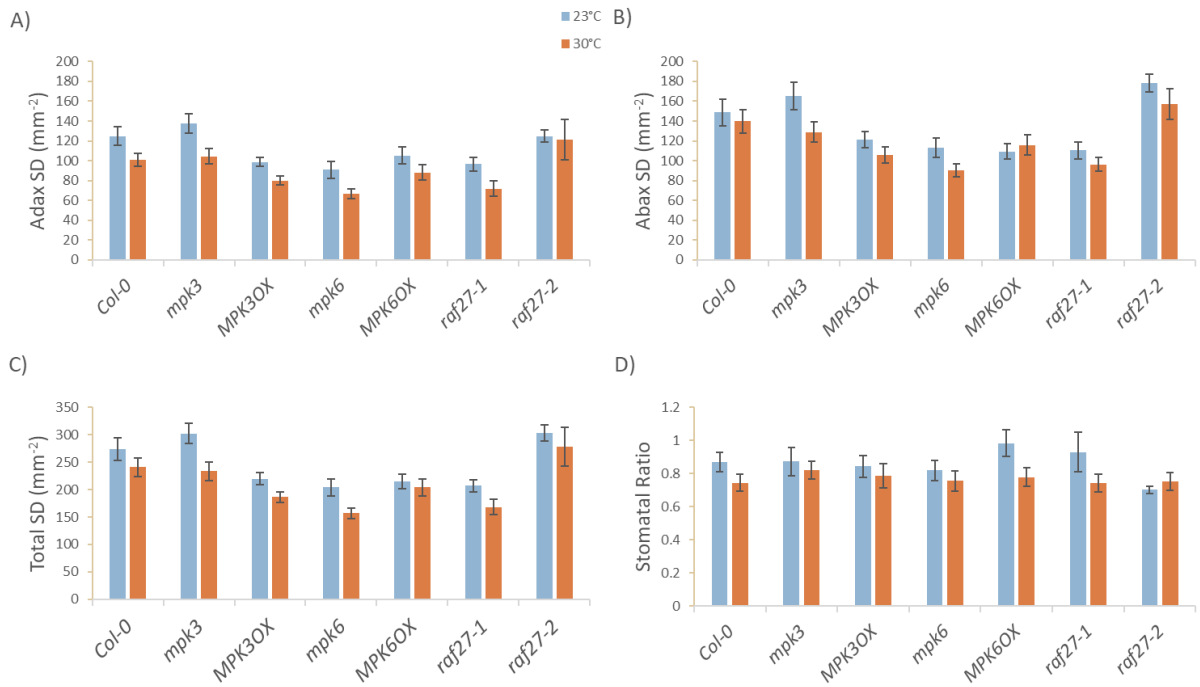 A)
23°C
30°C
B)
Adax SD (mm-2)
200
180
160
140
120
100
80
60
40
20
0
Col-0
mpk3
MPK3OX
mpk6
MPK6OX
raf27-1
raf27-2
Abax SD (mm-2)
200
180
160
140
120
100
80
60
40
20
0
Col-0
mpk3
MPK3OX
mpk6
MPK6OX
raf27-1
raf27-2
C)
Total SD (mm-2)
350
300
250
200
150
100
50
0
Col-0
mpk3
MPK3OX
mpk6
MPK6OX
raf27-1
raf27-2
D)
Stomatal Ratio
1.2
1
0.8
0.6
0.4
0.2
0
Col-0
mpk3
MPK3OX
mpk6
MPK6OX
raf27-1
raf27-2